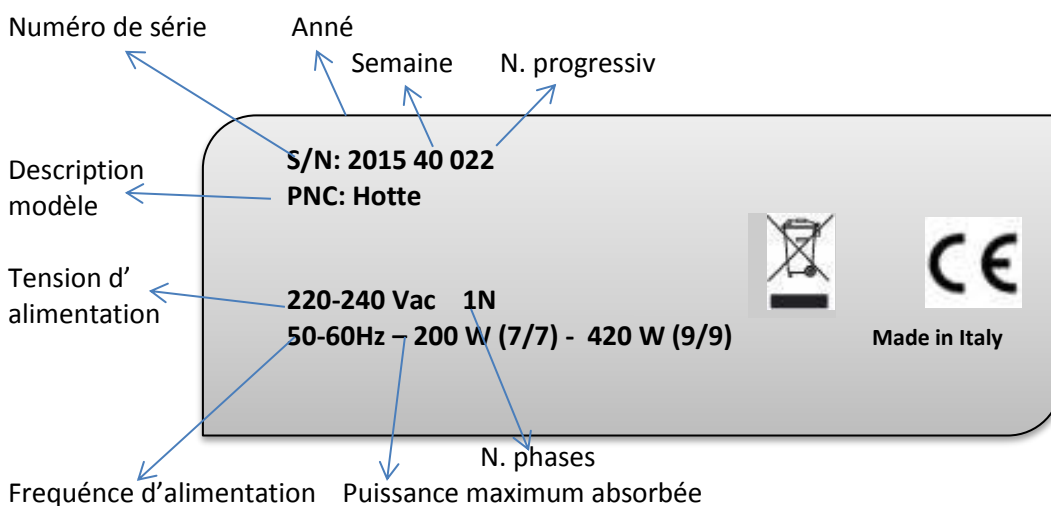 Numéro de série Anné
Semaine N. progressiv
S/N: 2015 40 022
Description
modèle
PNC: Hotte
Tension d’
alimentation
220-240 Vac 1N
50-60Hz – 200 W (7/7) - 420 W (9/9)
CE
Made in Italy
N. phases
Frequénce d’alimentation Puissance maximum absorbée